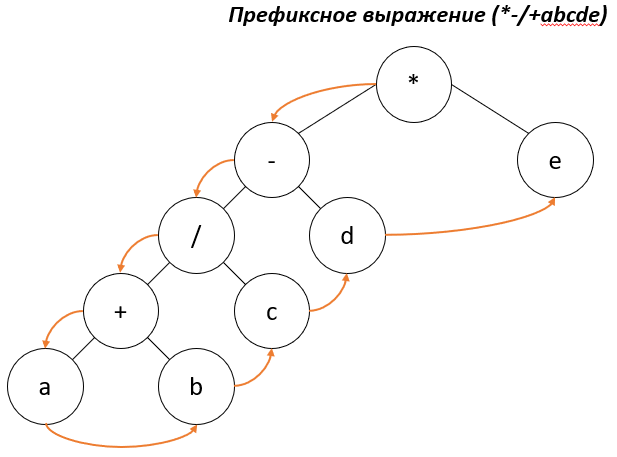 Префиксное выражение (*-/+abcde)
*
-
e
/
d
+
c
a
b